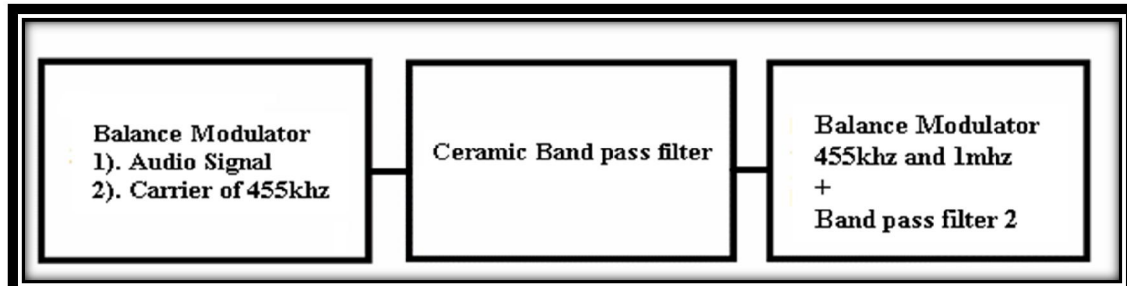 Balance Modulator
1). Audio Signal
2). Carrier of 455khz
Ceramic Band pass filter
Balance Modulator
455khz and 1mhz
+
Band pass filter 2